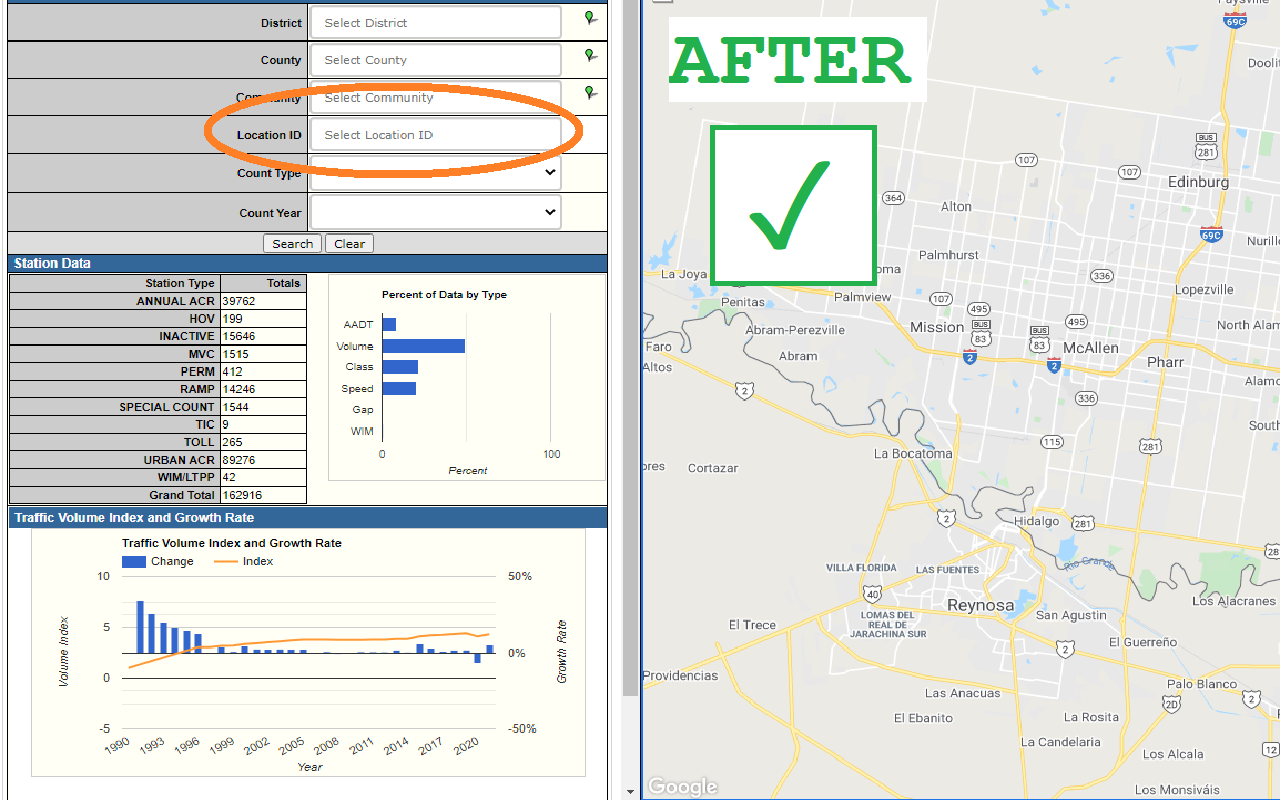 District
Select District
County
Select County
Community
Select Community
Location ID
Select Location ID
Count Type
Count Year
Search
Clear
Station Data
Station Type Totals
ANNUAL ACR 39762
HOV 199
INACTIVE 15646
MVC 1515
PERM 412
RAMP 14246
SPECIAL COUNT 1544
TIC 9
TOLL 265
URBAN ACR 89276
WIM/LTPP 42
Grand Total 162916
Percent of Data by Type
AADT
Volume
Class
Speed
Gap
WIM
0 100
Percent
Traffic Volume Index and Growth Rate
Traffic Volume Index and Growth Rate
Change Index
10 50%
5
0%
0
-5 -50%
Volume Index
Growth Rate
1990 1993 1996 1999 2002 2005 2008 2011 2014 2017 2020
Year
AFTER
✓
69C
Doolit
BUS
281
107
107
Edinburg
364
Alton
69C
Nurillo
Palmhurst
La Joya
oma
336
Lopezville
Penitas
Palmview
107
495
495
North Alam
Abram-Perezville
Mission
BUS
83
BUS
83
McAllen
Faro
Abram
2
2
Pharr
Altos
Alamo
2
336
South
115
281
La Bocatoma
ores
Cortazar
2
Hidalgo
281
28
Rio Grande
VILLA FLORIDA
LAS FUENTES
40
Reynosa
Los Alacranes
LOMAS DEL
REAL DE
JARACHINA SUR
San Agustin
El Trece
El Guerreño
2
Providencias
Palo Blanco
Las Anacuas
2D
2
El Ebanito
La Rosita
La Candelaria
12
Los Alcala
Google
Los Monsiváis